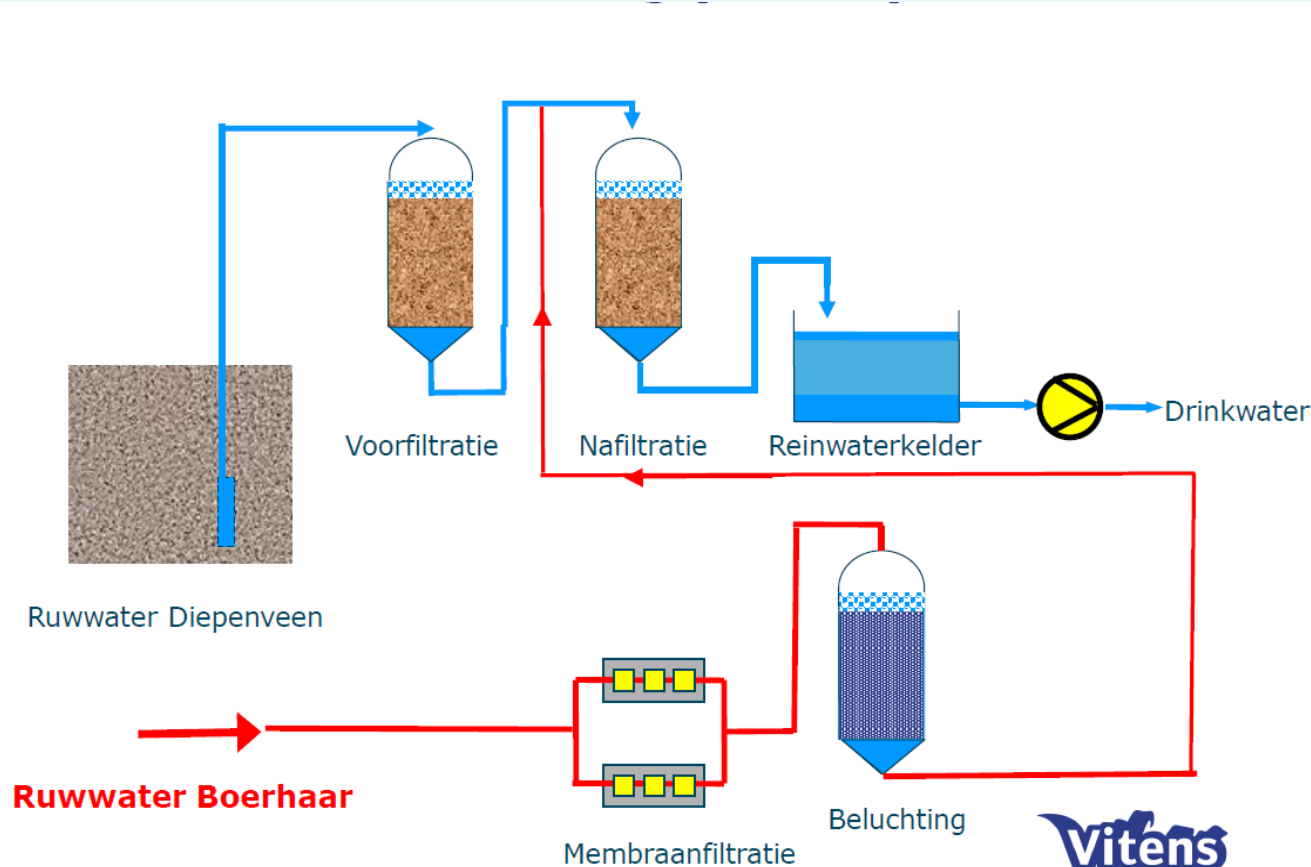 Drinkwater
Voorfiltratie
Nafiltratie
Reinwaterkelder
Ruwwater Diepenveen
Ruwwater Boerhaar
Beluchting
Membraanfiltratie
Vitens